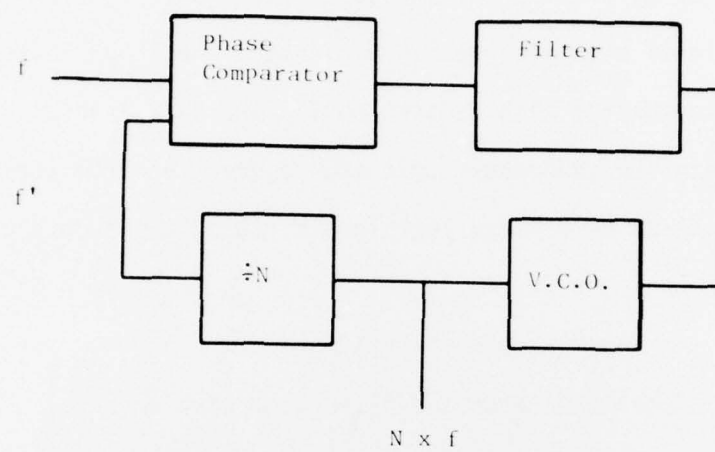 Phase
Comparator
Filter
f
f'
÷N
V.C.O.
N x f